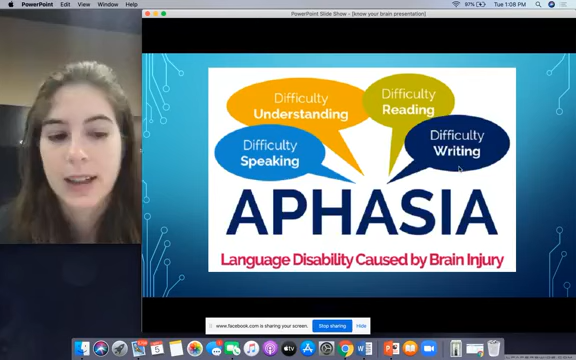 PowerPoint Edit View Window Help
97% Tue 1:08 PM
PowerPoint Slide Show - [know your brain presentation]
Difficulty
Understanding
Difficulty
Reading
Difficulty
Speaking
Difficulty
Writing
APHASIA
Language Disability Caused by Brain Injury
www.facebook.com is sharing your screen.
Stop sharing
Hide